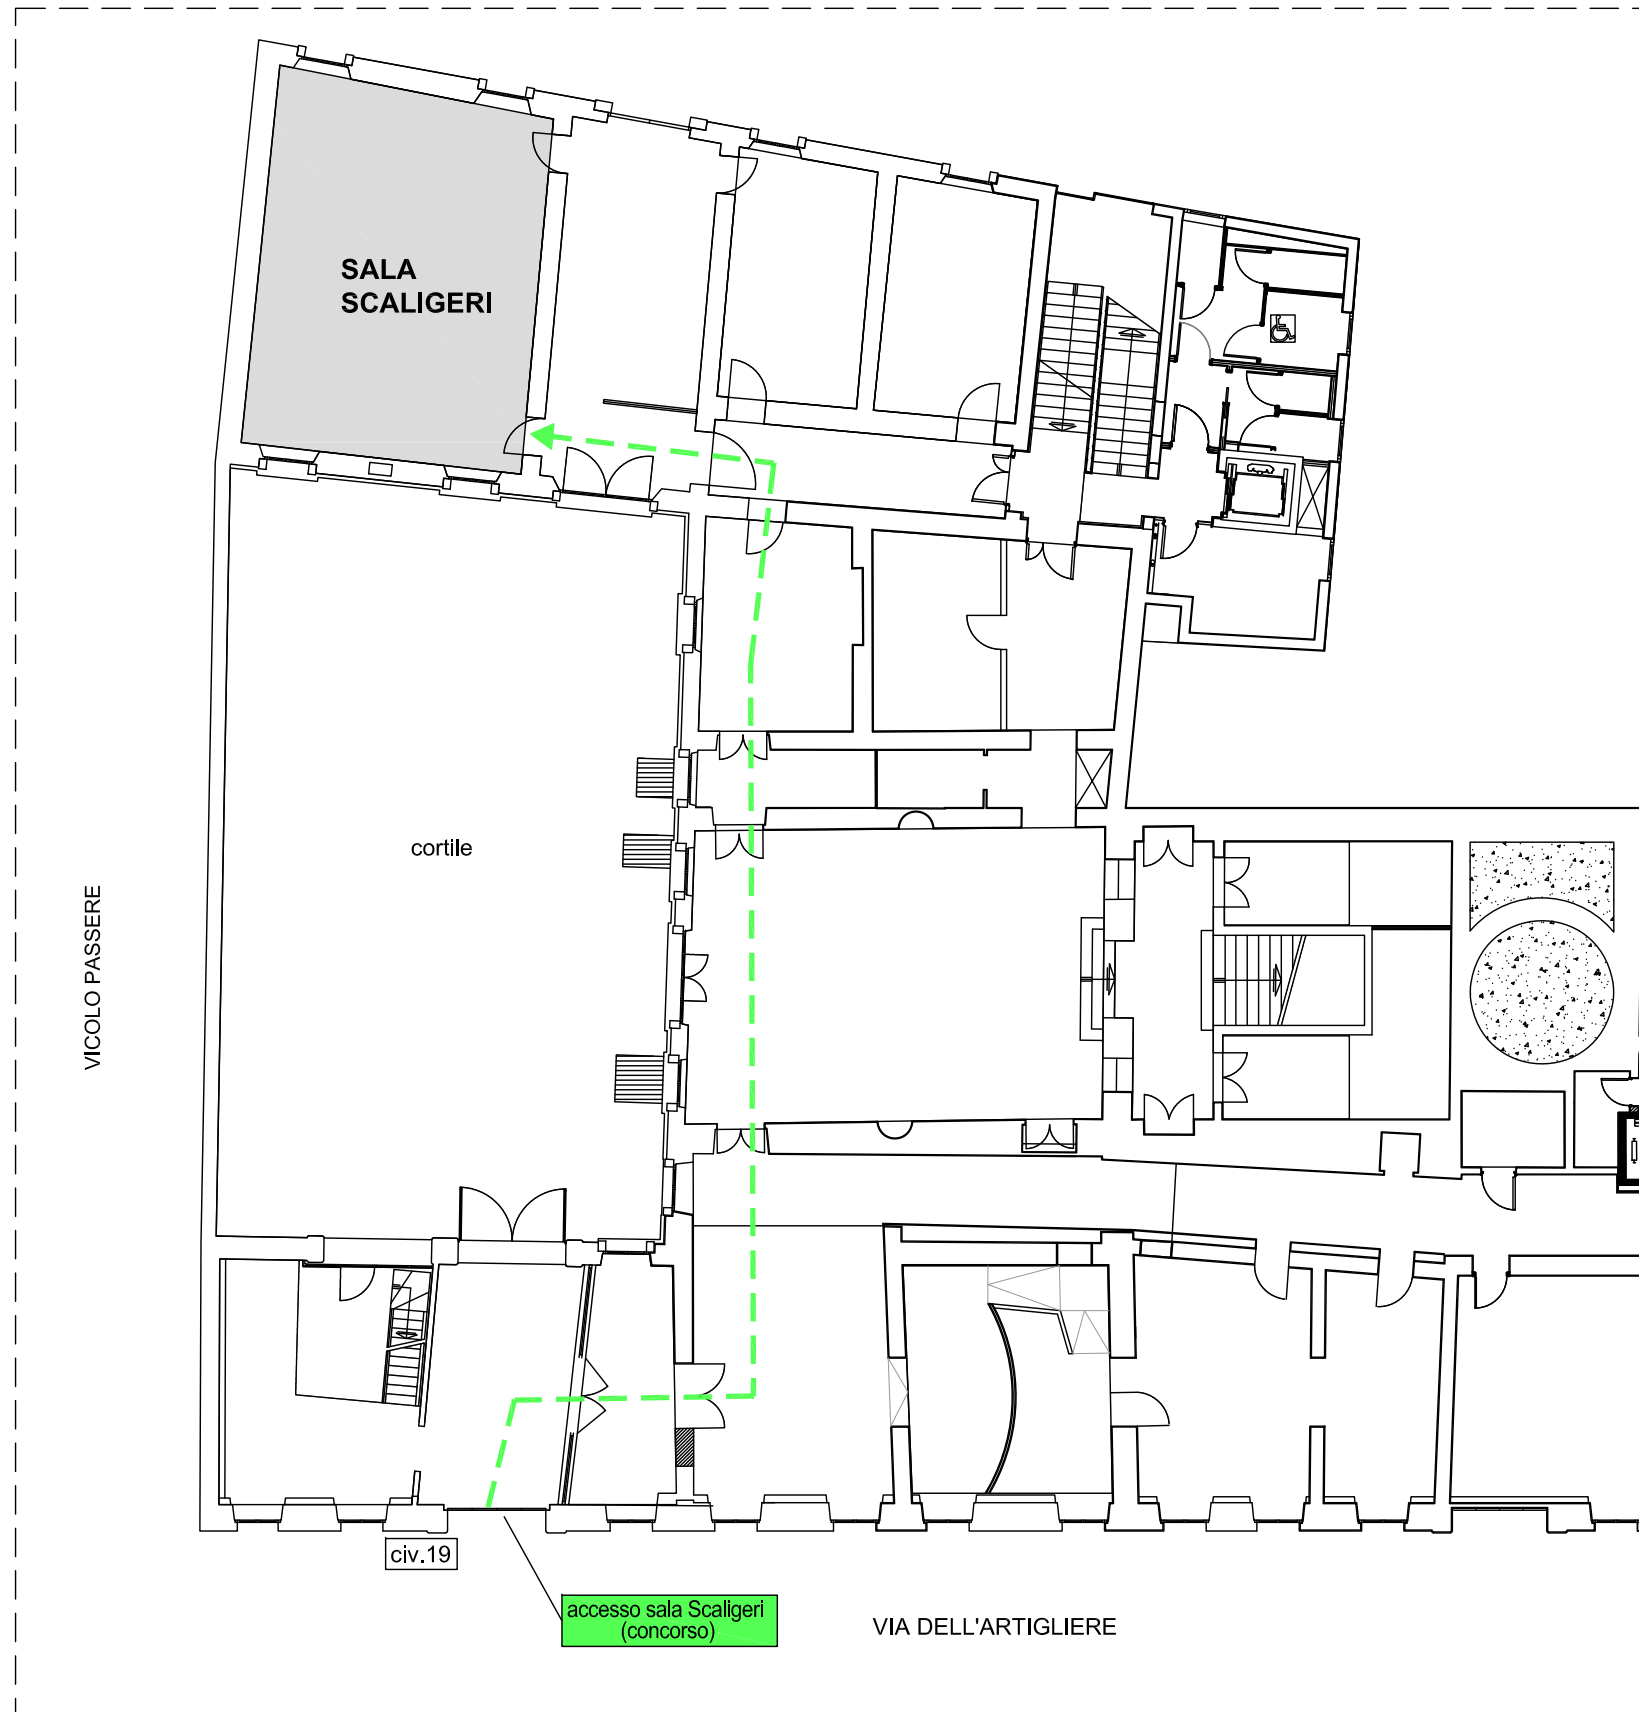 SALA
SCALIGERI
cortile
VICOLO PASSERE
civ.19
accesso sala Scaligeri
(concorso)
VIA DELL'ARTIGLIERE